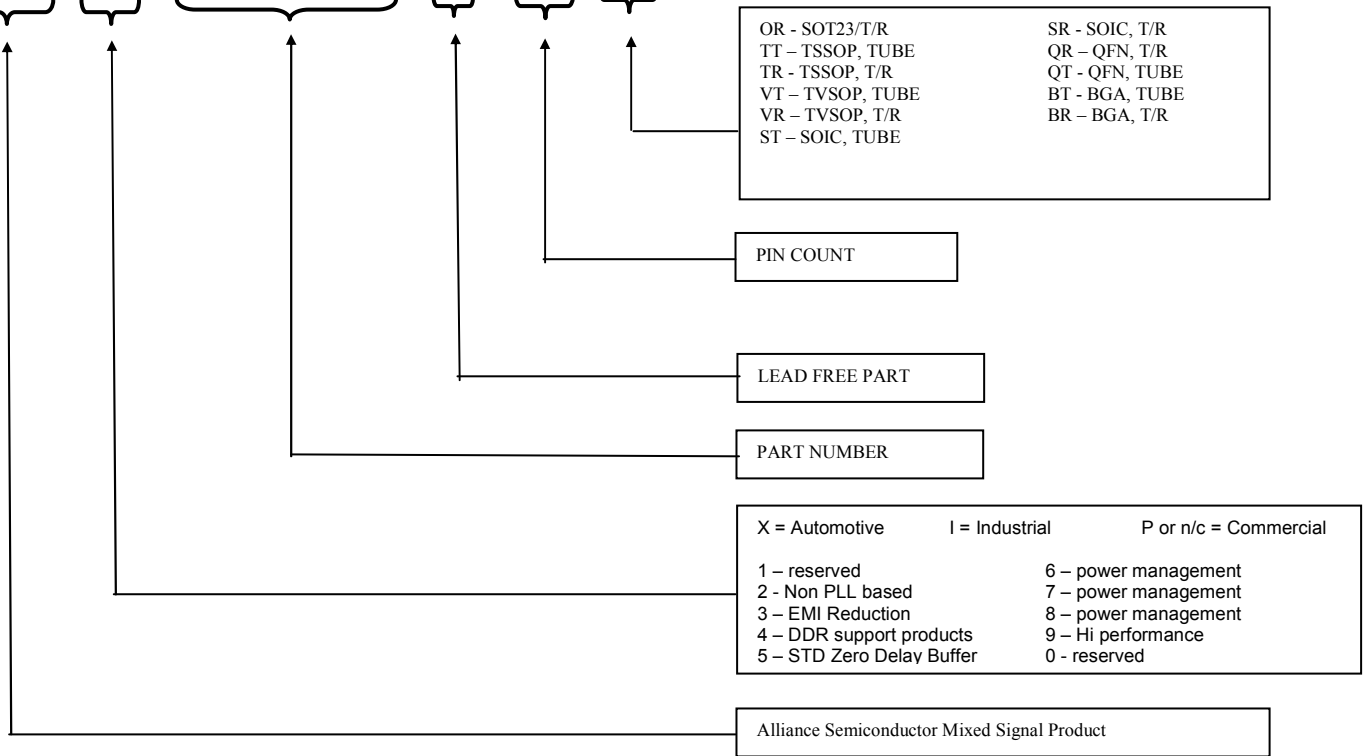 OR - SOT23/T/R
TT – TSSOP, TUBE
TR - TSSOP, T/R
VT – TVSOP, TUBE
VR – TVSOP, T/R
ST – SOIC, TUBE
SR - SOIC, T/R
QR – QFN, T/R
QT - QFN, TUBE
BT - BGA, TUBE
BR – BGA, T/R
PIN COUNT
LEAD FREE PART
PART NUMBER
X = Automotive I = Industrial P or n/c = Commercial
1 – reserved
2 - Non PLL based
3 – EMI Reduction
4 – DDR support products
5 – STD Zero Delay Buffer
6 – power management
7 – power management
8 – power management
9 – Hi performance
0 - reserved
Alliance Semiconductor Mixed Signal Product